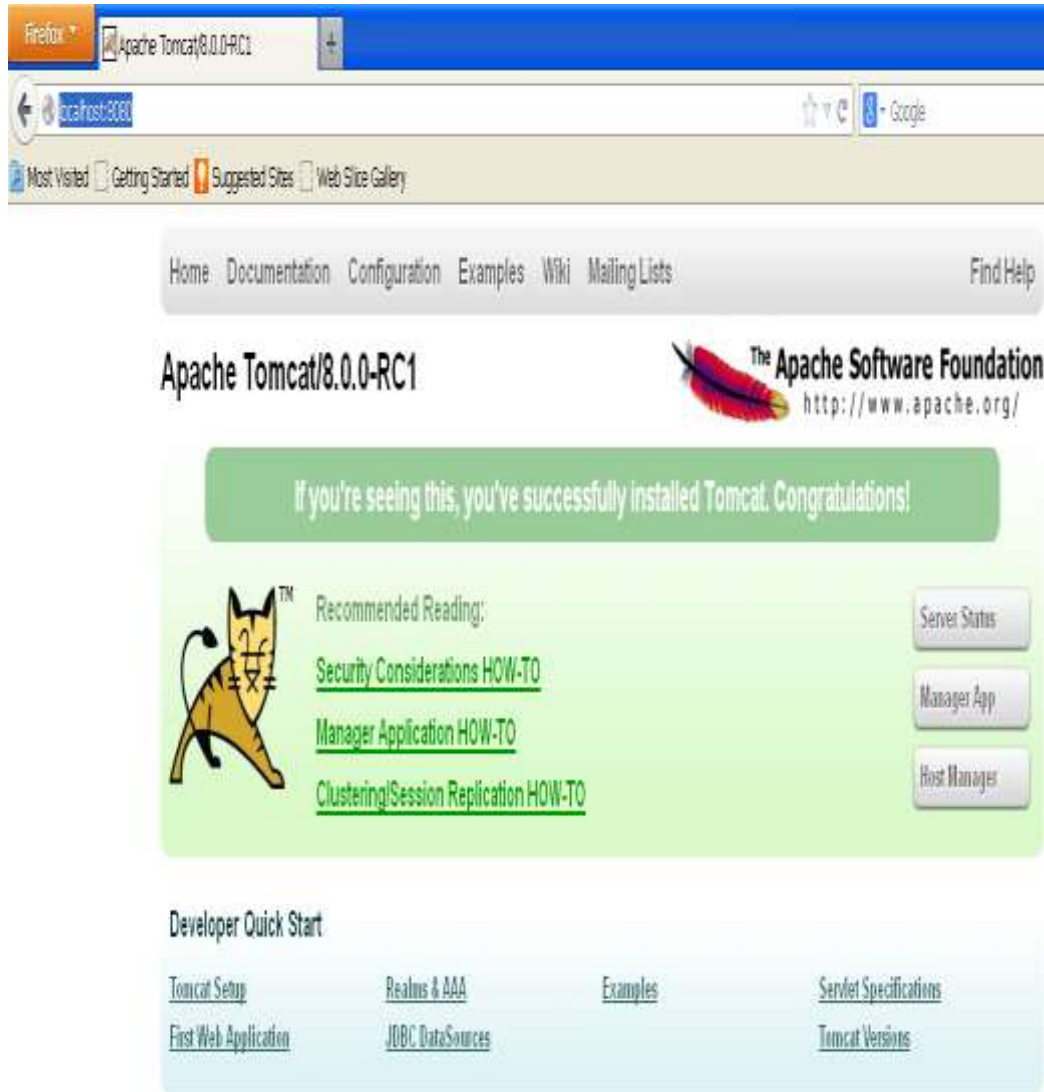 Firefox
Apache Tomcat/8.0.0-RC1
+
localhost:8080
Google
Most Visited Getting Started Suggested Sites Web Slice Gallery
Home Documentation Configuration Examples Wiki Mailing Lists Find Help
Apache Tomcat/8.0.0-RC1
The Apache Software Foundation
http://www.apache.org/
If you're seeing this, you've successfully installed Tomcat. Congratulations!
TM
Recommended Reading:
Security Considerations HOW-TO
Manager Application HOW-TO
Clustering/Session Replication HOW-TO
Server Status
Manager App
Host Manager
Developer Quick Start
Tomcat Setup Realms & AAA Examples Servlet Specifications
First Web Application JDBC DataSources Tomcat Versions